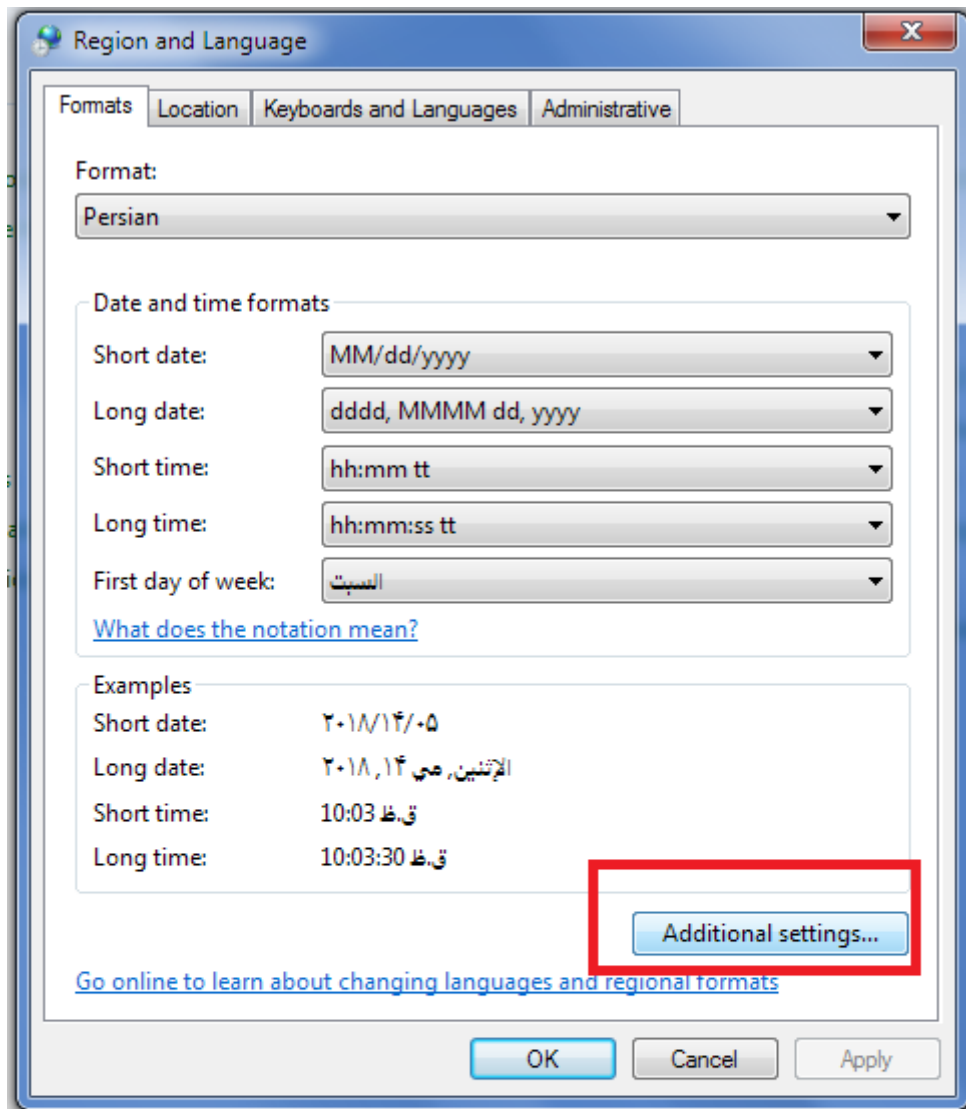 Region and Language
Formats Location Keyboards and Languages Administrative
Format:
Persian
Date and time formats
Short date: MM/dd/yyyy
Long date: dddd, MMMM dd, yyyy
Short time: hh:mm tt
Long time: hh:mm:ss tt
First day of week: السبت
What does the notation mean?
Examples
Short date: ۲۰۱۸/۱۴/۰۵
Long date: الإثنين, مي ۱۴, ۲۰۱۸
Short time: 10:03 ق.ظ
Long time: 10:03:30 ق.ظ
Additional settings...
Go online to learn about changing languages and regional formats
OK Cancel Apply